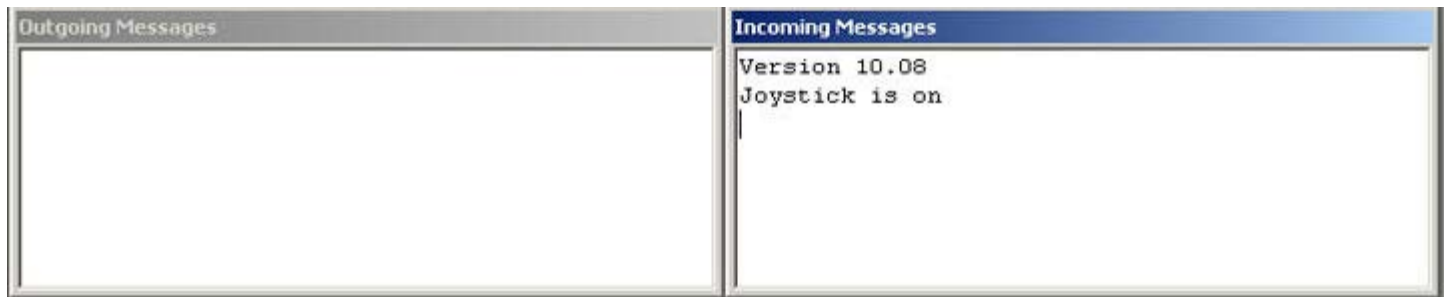 Outgoing Messages
Incoming Messages
Version 10.08
Joystick is on